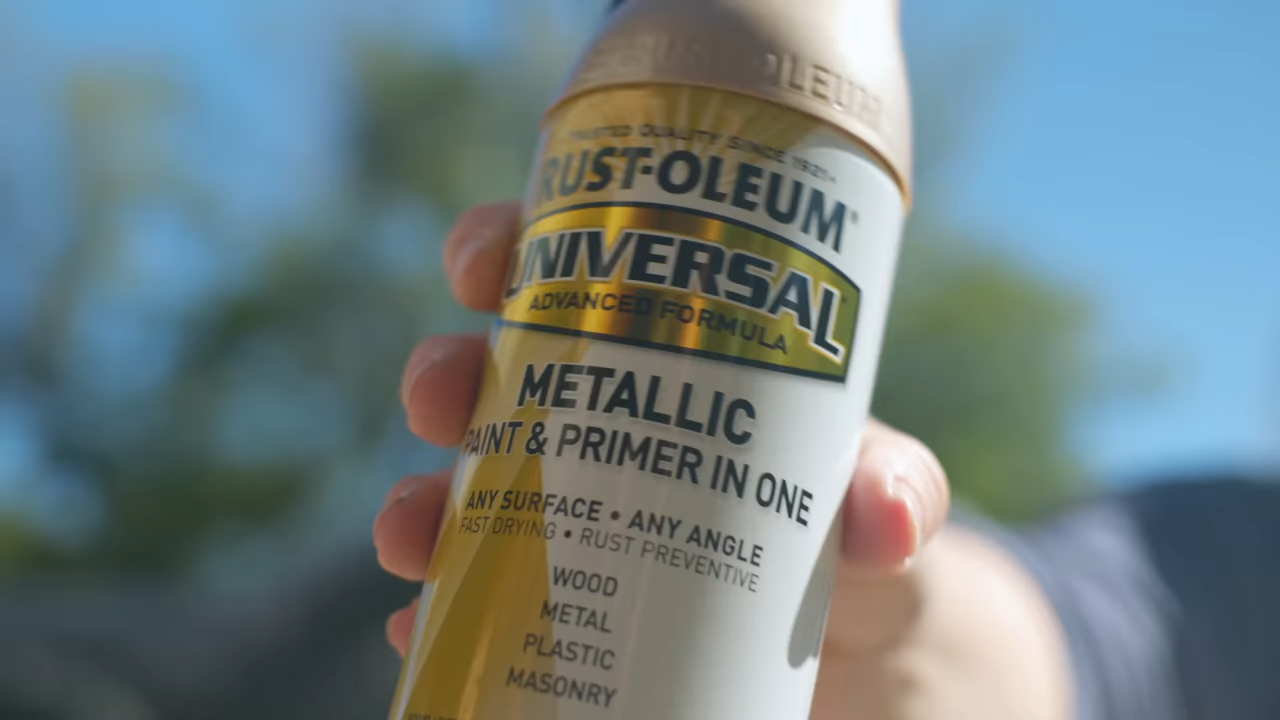 TRUSTED QUALITY SINCE 1921
RUST-OLEUM®
UNIVERSAL
ADVANCED FORMULA
METALLIC
PAINT & PRIMER IN ONE
ANY SURFACE • ANY ANGLE
FAST DRYING • RUST PREVENTIVE
WOOD
METAL
PLASTIC
MASONRY